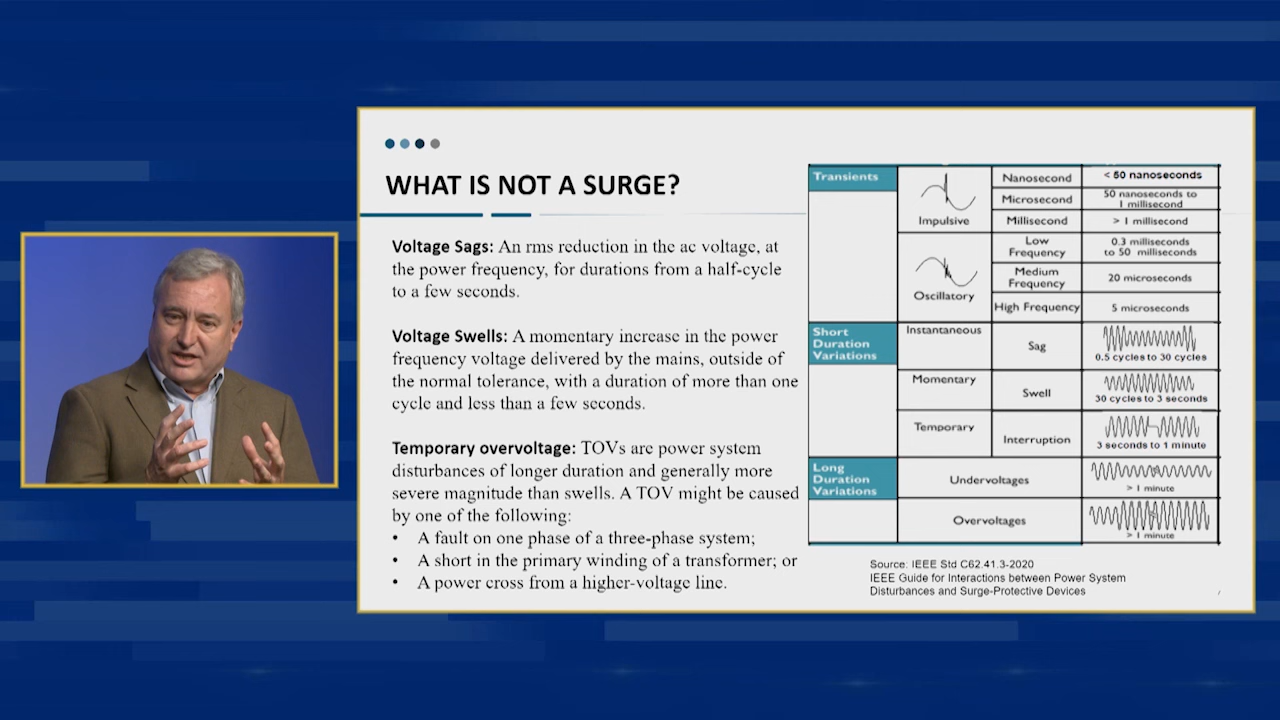 WHAT IS NOT A SURGE?
Voltage Sags: An rms reduction in the ac voltage, at
the power frequency, for durations from a half-cycle
to a few seconds.
Voltage Swells: A momentary increase in the power
frequency voltage delivered by the mains, outside of
the normal tolerance, with a duration of more than one
cycle and less than a few seconds.
Temporary overvoltage: TOVs are power system
disturbances of longer duration and generally more
severe magnitude than swells. A TOV might be caused
by one of the following:
• A fault on one phase of a three-phase system;
• A short in the primary winding of a transformer; or
• A power cross from a higher-voltage line.
Transients
Impulsive
Nanosecond
< 50 nanoseconds
Microsecond
50 nanoseconds to
1 millisecond
Millisecond
> 1 millisecond
Oscillatory
Low
Frequency
0.3 milliseconds
to 50 milliseconds
Medium
Frequency
20 microseconds
High Frequency
5 microseconds
Short
Duration
Variations
Instantaneous
Sag
0.5 cycles to 30 cycles
Momentary
Swell
30 cycles to 3 seconds
Temporary
Interruption
3 seconds to 1 minute
Long
Duration
Variations
Undervoltages
> 1 minute
Overvoltages
> 1 minute
Source: IEEE Std C62.41.3-2020
IEEE Guide for Interactions between Power System
Disturbances and Surge-Protective Devices